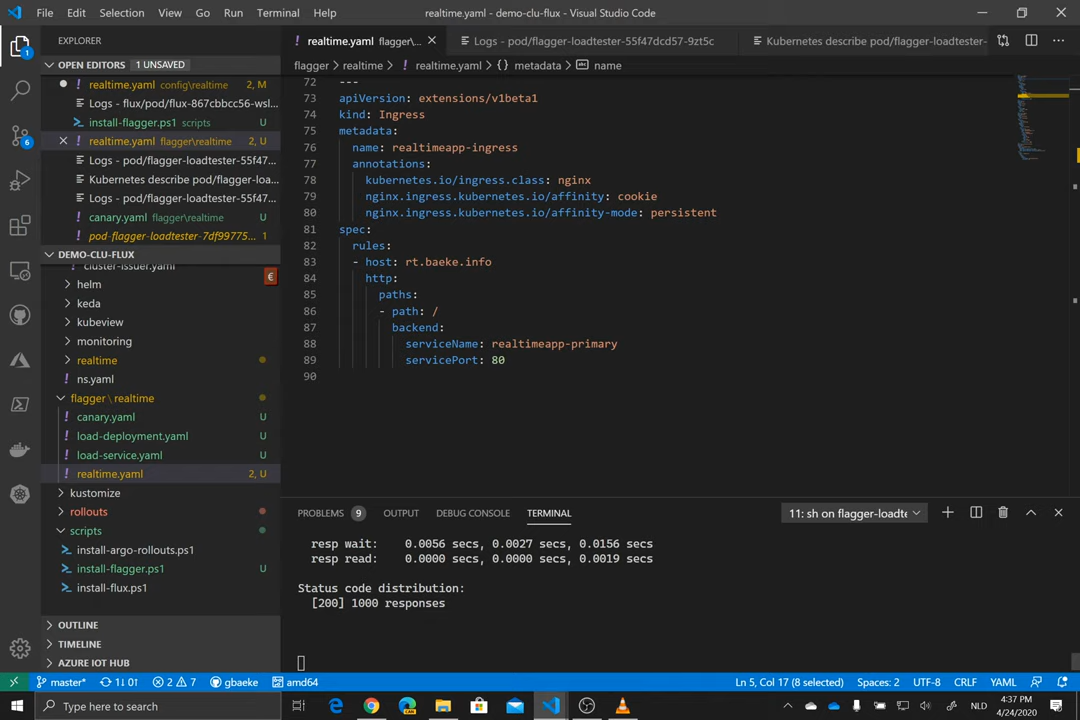 File Edit Selection View Go Run Terminal Help
realtime.yaml - demo-clu-flux - Visual Studio Code
EXPLORER
OPEN EDITORS 1 UNSAVED
realtime.yaml config\realtime 2, M
Logs - flux/pod/flux-867cbbcc56-wsl...
install-flagger.ps1 scripts U
realtime.yaml flagger\realtime 2, U
Logs - pod/flagger-loadtester-55f47...
Kubernetes describe pod/flagger-loa...
Logs - pod/flagger-loadtester-55f47...
canary.yaml flagger\realtime U
pod-flagger-loadtester-7df99775... 1
DEMO-CLU-FLUX
cluster-issuer.yaml
helm
keda
kubeview
monitoring
realtime
ns.yaml
flagger \ realtime
canary.yaml U
load-deployment.yaml U
load-service.yaml U
realtime.yaml 2, U
kustomize
rollouts
scripts
install-argo-rollouts.ps1
install-flagger.ps1 U
install-flux.ps1
OUTLINE
TIMELINE
AZURE IOT HUB
realtime.yaml flagger\...
Logs - pod/flagger-loadtester-55f47dcd57-9zt5c
Kubernetes describe pod/flagger-loadtester-
flagger > realtime > ! realtime.yaml > {} metadata > name
72 ---
73 apiVersion: extensions/v1beta1
74 kind: Ingress
75 metadata:
76 name: realtimeapp-ingress
77 annotations:
78 kubernetes.io/ingress.class: nginx
79 nginx.ingress.kubernetes.io/affinity: cookie
80 nginx.ingress.kubernetes.io/affinity-mode: persistent
81 spec:
82 rules:
83 - host: rt.baeke.info
84 http:
85 paths:
86 - path: /
87 backend:
88 serviceName: realtimeapp-primary
89 servicePort: 80
90
PROBLEMS 9 OUTPUT DEBUG CONSOLE TERMINAL
11: sh on flagger-loadte
resp wait: 0.0056 secs, 0.0027 secs, 0.0156 secs
resp read: 0.0000 secs, 0.0000 secs, 0.0019 secs
Status code distribution:
[200] 1000 responses
master* 1↓ 0↑ 2 7 gbaeke amd64
Ln 5, Col 17 (8 selected) Spaces: 2 UTF-8 CRLF YAML
Type here to search
NLD
4:37 PM
4/24/2020